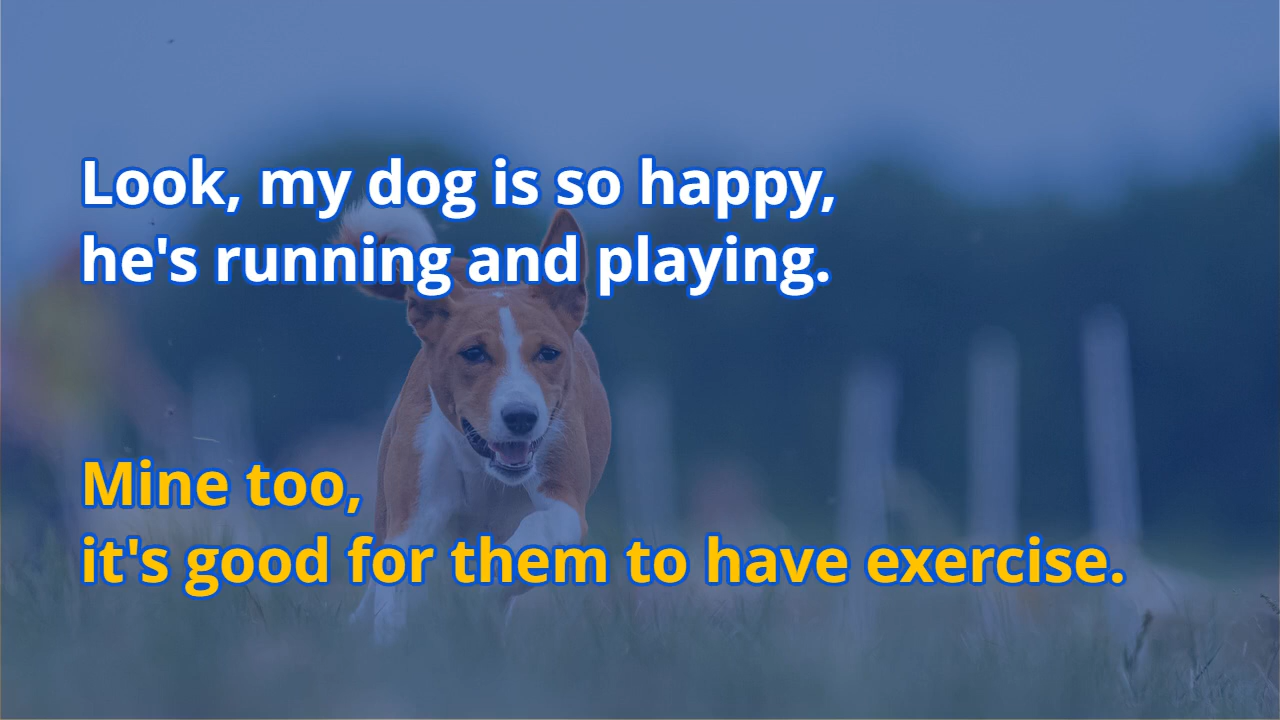 Look, my dog is so happy,
he's running and playing.
Mine too,
it's good for them to have exercise.